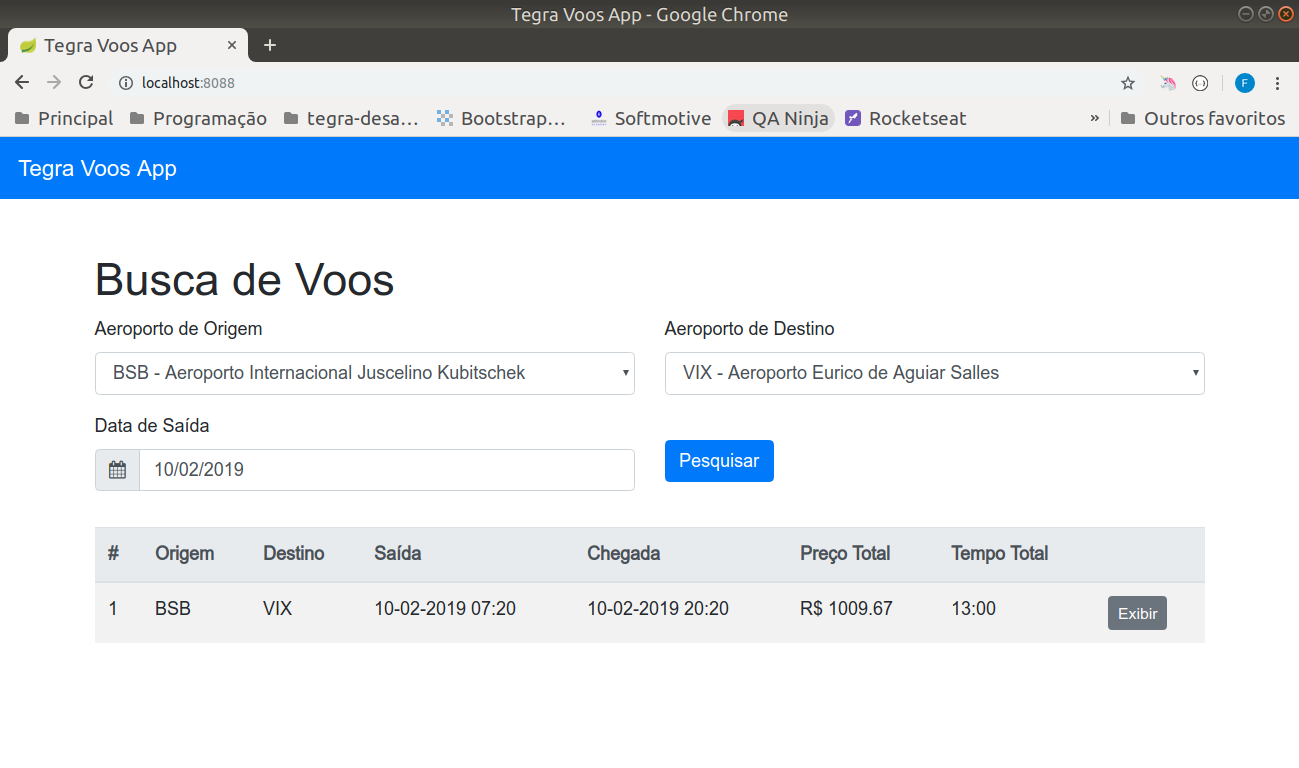 Tegra Voos App - Google Chrome
Tegra Voos App
localhost:8088
F
Principal Programação tegra-desa... Bootstrap... Softmotive QA Ninja Rocketseat » Outros favoritos
Tegra Voos App
Busca de Voos
Aeroporto de Origem Aeroporto de Destino
BSB - Aeroporto Internacional Juscelino Kubitschek VIX - Aeroporto Eurico de Aguiar Salles
Data de Saída
10/02/2019 Pesquisar
# Origem Destino Saída Chegada Preço Total Tempo Total
1 BSB VIX 10-02-2019 07:20 10-02-2019 20:20 R$ 1009.67 13:00 Exibir